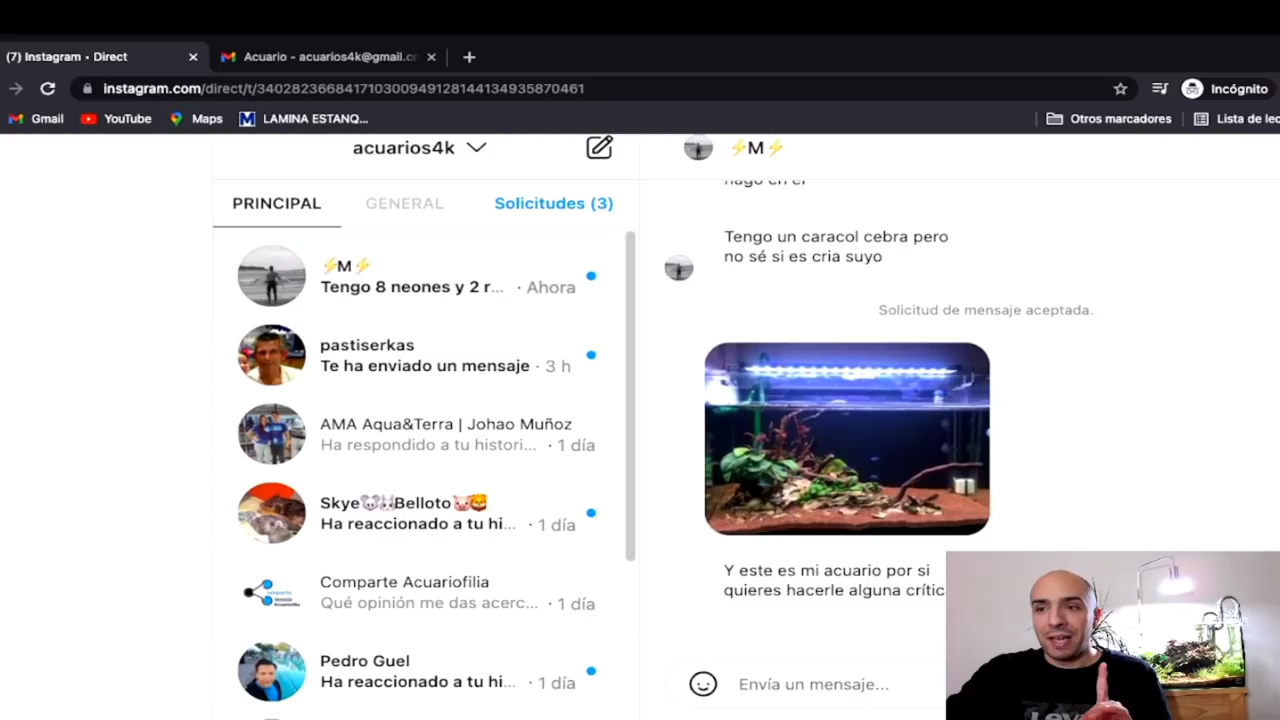 (7) Instagram • Direct
Acuario - acuarios4k@gmail.co
instagram.com/direct/t/340282366841710300949128144134935870461
Incógnito
Gmail
YouTube
Maps
LAMINA ESTANQ...
Otros marcadores
Lista de lec
acuarios4k
⚡M⚡
PRINCIPAL
GENERAL
Solicitudes (3)
⚡M⚡
Tengo 8 neones y 2 r... · Ahora
pastiserkas
Te ha enviado un mensaje · 3 h
AMA Aqua&Terra | Johao Muñoz
Ha respondido a tu histori... · 1 día
Skye🐭🐰Belloto🐷🦁
Ha reaccionado a tu hi... · 1 día
Comparte Acuariofilia
Qué opinión me das acerc... · 1 día
Pedro Guel
Ha reaccionado a tu hi... · 1 día
hago en él
Tengo un caracol cebra pero
no sé si es cria suyo
Solicitud de mensaje aceptada.
Y este es mi acuario por si
quieres hacerle alguna crític
Envía un mensaje...